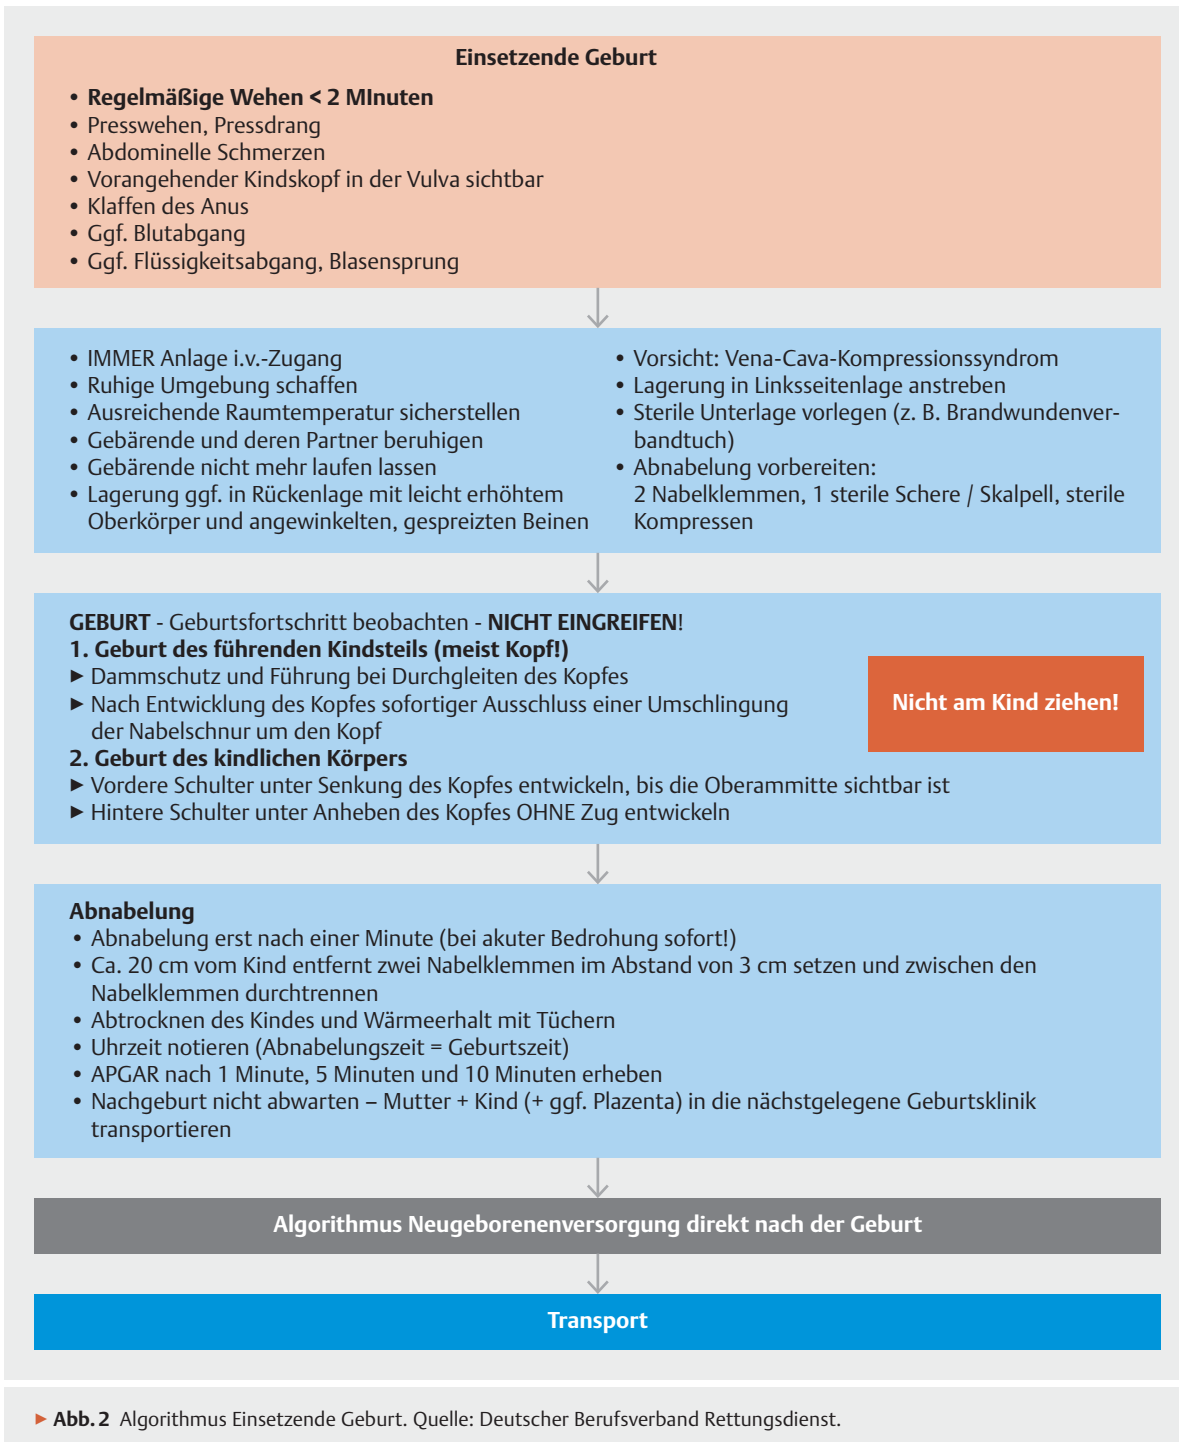 Einsetzende Geburt
• Regelmäßige Wehen < 2 MInuten
• Presswehen, Pressdrang
• Abdominelle Schmerzen
• Vorangehender Kindskopf in der Vulva sichtbar
• Klaffen des Anus
• Ggf. Blutabgang
• Ggf. Flüssigkeitsabgang, Blasensprung
• IMMER Anlage i.v.-Zugang
• Ruhige Umgebung schaffen
• Ausreichende Raumtemperatur sicherstellen
• Gebärende und deren Partner beruhigen
• Gebärende nicht mehr laufen lassen
• Lagerung ggf. in Rückenlage mit leicht erhöhtem
Oberkörper und angewinkelten, gespreizten Beinen
• Vorsicht: Vena-Cava-Kompressionssyndrom
• Lagerung in Linksseitenlage anstreben
• Sterile Unterlage vorlegen (z. B. Brandwundenver-
bandtuch)
• Abnabelung vorbereiten:
2 Nabelklemmen, 1 sterile Schere / Skalpell, sterile
Kompressen
GEBURT - Geburtsfortschritt beobachten - NICHT EINGREIFEN!
1. Geburt des führenden Kindsteils (meist Kopf!)
▶ Dammschutz und Führung bei Durchgleiten des Kopfes
▶ Nach Entwicklung des Kopfes sofortiger Ausschluss einer Umschlingung
der Nabelschnur um den Kopf
2. Geburt des kindlichen Körpers
▶ Vordere Schulter unter Senkung des Kopfes entwickeln, bis die Oberammitte sichtbar ist
▶ Hintere Schulter unter Anheben des Kopfes OHNE Zug entwickeln
Nicht am Kind ziehen!
Abnabelung
• Abnabelung erst nach einer Minute (bei akuter Bedrohung sofort!)
• Ca. 20 cm vom Kind entfernt zwei Nabelklemmen im Abstand von 3 cm setzen und zwischen den
Nabelklemmen durchtrennen
• Abtrocknen des Kindes und Wärmeerhalt mit Tüchern
• Uhrzeit notieren (Abnabelungszeit = Geburtszeit)
• APGAR nach 1 Minute, 5 Minuten und 10 Minuten erheben
• Nachgeburt nicht abwarten – Mutter + Kind (+ ggf. Plazenta) in die nächstgelegene Geburtsklinik
transportieren
Algorithmus Neugeborenenversorgung direkt nach der Geburt
Transport
▶ Abb. 2 Algorithmus Einsetzende Geburt. Quelle: Deutscher Berufsverband Rettungsdienst.